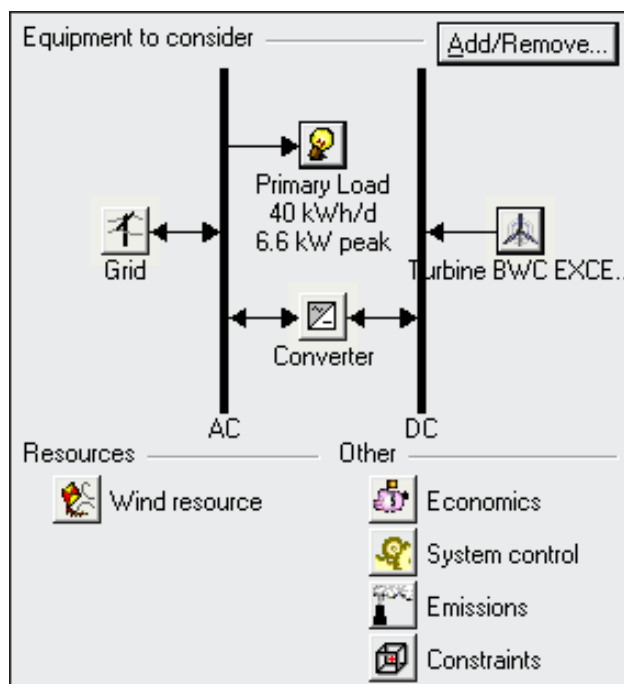 Equipment to consider
Add/Remove...
Primary Load
40 kWh/d
6.6 kW peak
Grid
Turbine BWC EXCE..
Converter
AC
DC
Resources
Other
Wind resource
Economics
System control
Emissions
Constraints